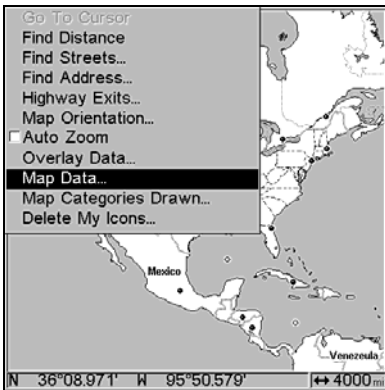 Go To Cursor
Find Distance
Find Streets...
Find Address...
Highway Exits...
Map Orientation...
Auto Zoom
Overlay Data...
Map Data...
Map Categories Drawn...
Delete My Icons...
Mexico
Venezuela
N 36°08.971' W 95°50.579' ↔ 4000 mi